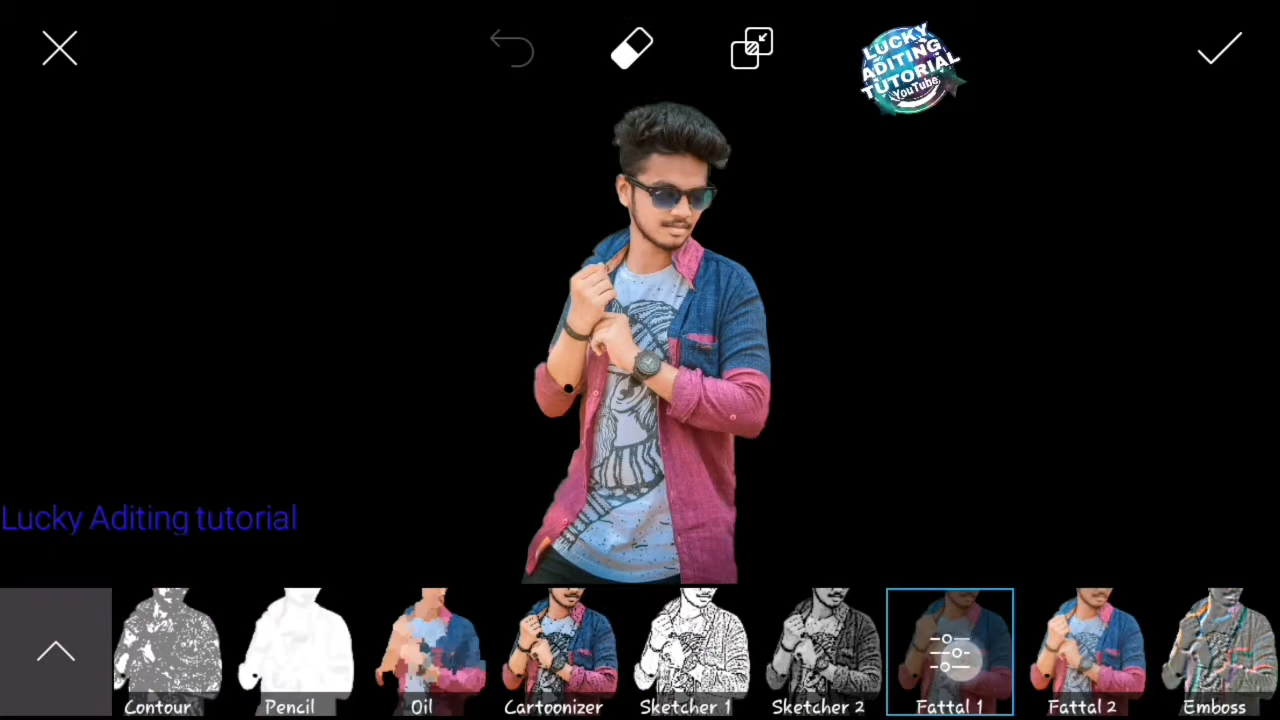 LUCKY
ADITING
TUTORIAL
YouTube
Lucky Aditing tutorial
Contour
Pencil
Oil
Cartoonizer
Sketcher 1
Sketcher 2
Fattal 1
Fattal 2
Emboss